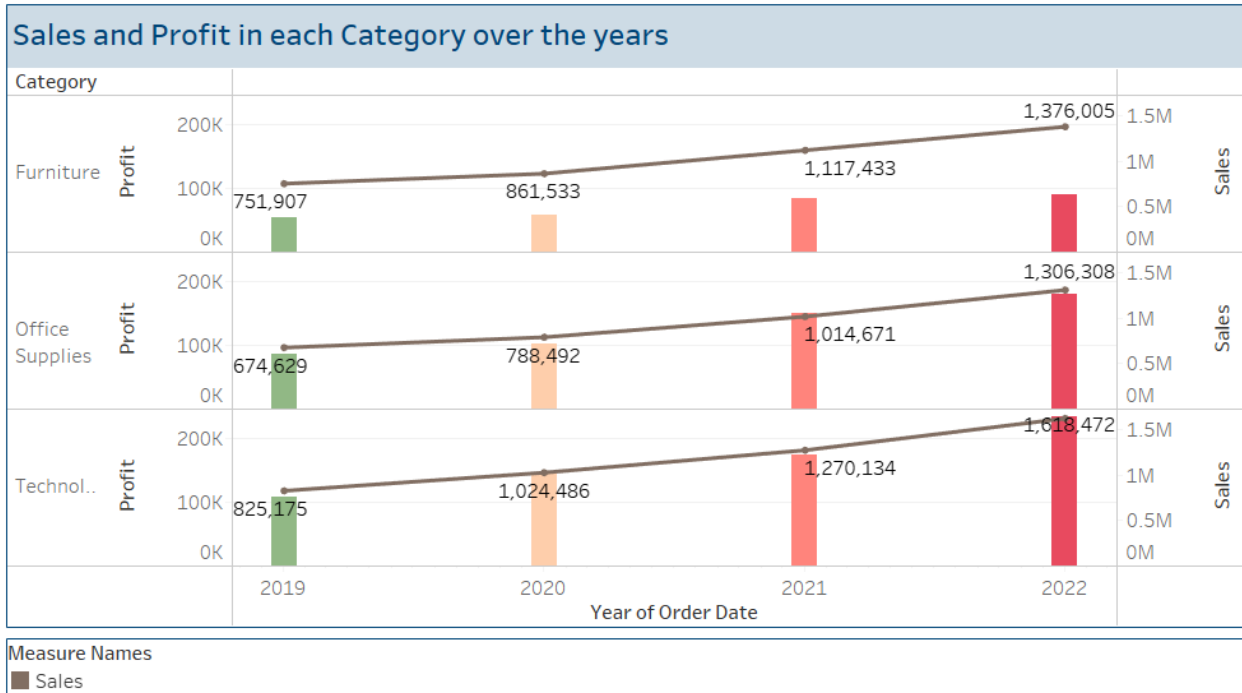 Sales and Profit in each Category over the years
Category
Furniture
Profit
200K
100K
0K
751,907
861,533
1,117,433
1,376,005
1.5M
1M
0.5M
0M
Sales
Office
Supplies
Profit
200K
100K
0K
674,629
788,492
1,014,671
1,306,308
1.5M
1M
0.5M
0M
Sales
Technol..
Profit
200K
100K
0K
825,175
1,024,486
1,270,134
1,618,472
1.5M
1M
0.5M
0M
Sales
2019 2020 2021 2022
Year of Order Date
Measure Names
Sales